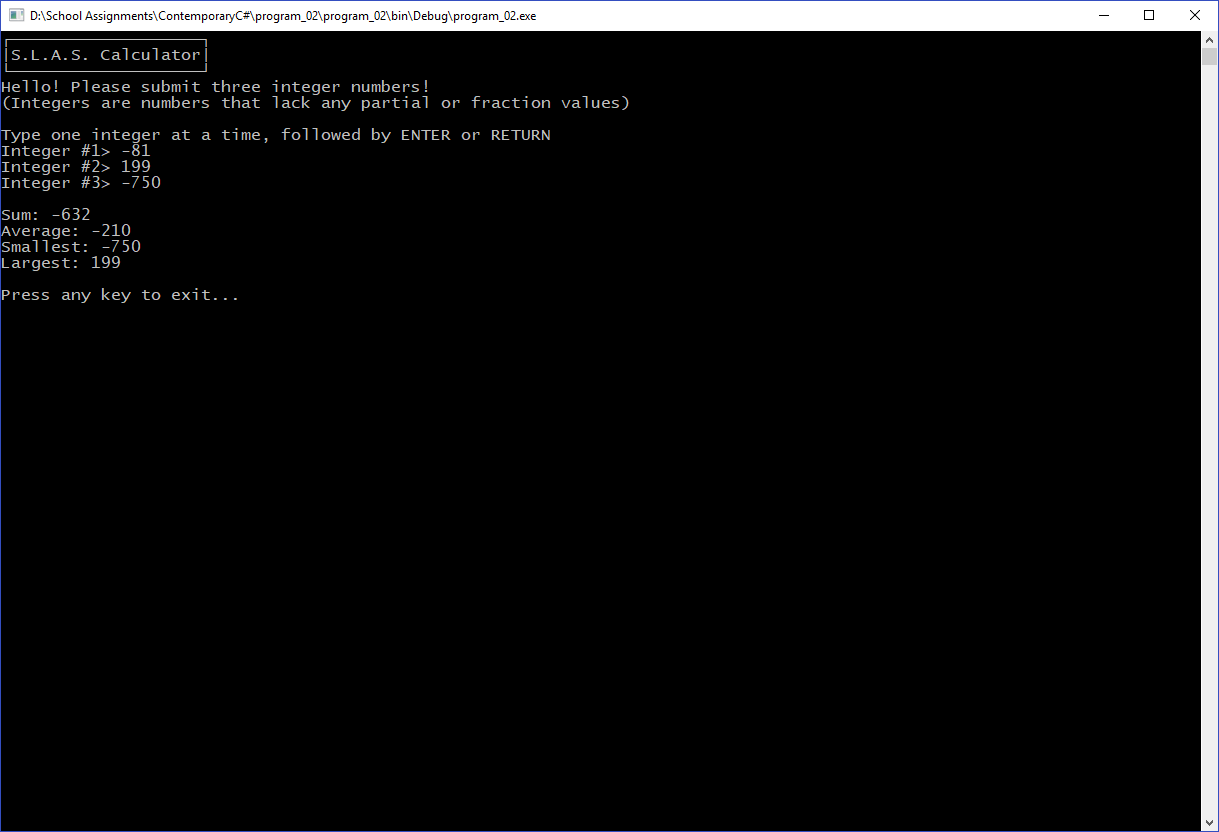 D:\School Assignments\ContemporaryC#\program_02\program_02\bin\Debug\program_02.exe
S.L.A.S. Calculator
Hello! Please submit three integer numbers!
(Integers are numbers that lack any partial or fraction values)
Type one integer at a time, followed by ENTER or RETURN
Integer #1> -81
Integer #2> 199
Integer #3> -750
Sum: -632
Average: -210
Smallest: -750
Largest: 199
Press any key to exit...